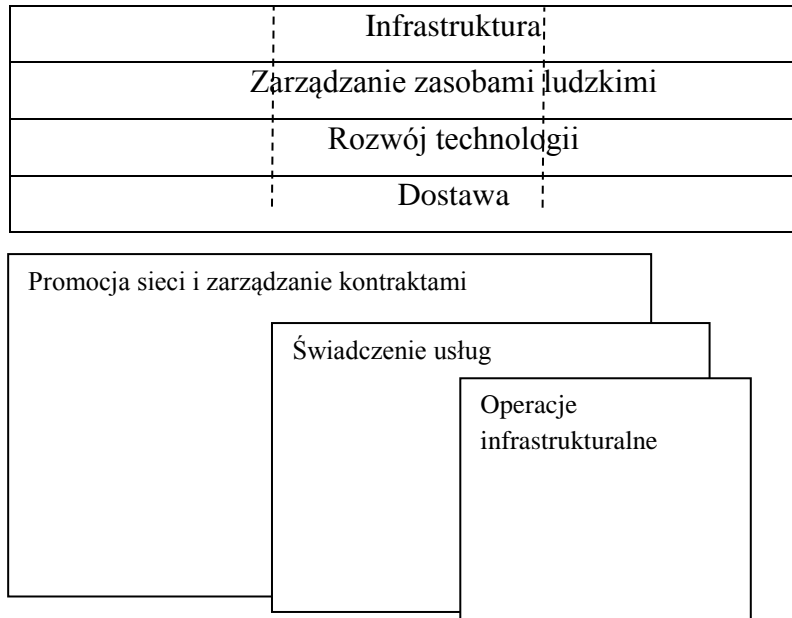 Infrastruktura
Zarządzanie zasobami ludzkimi
Rozwój technologii
Dostawa
Promocja sieci i zarządzanie kontraktami
Świadczenie usług
Operacje
infrastrukturalne